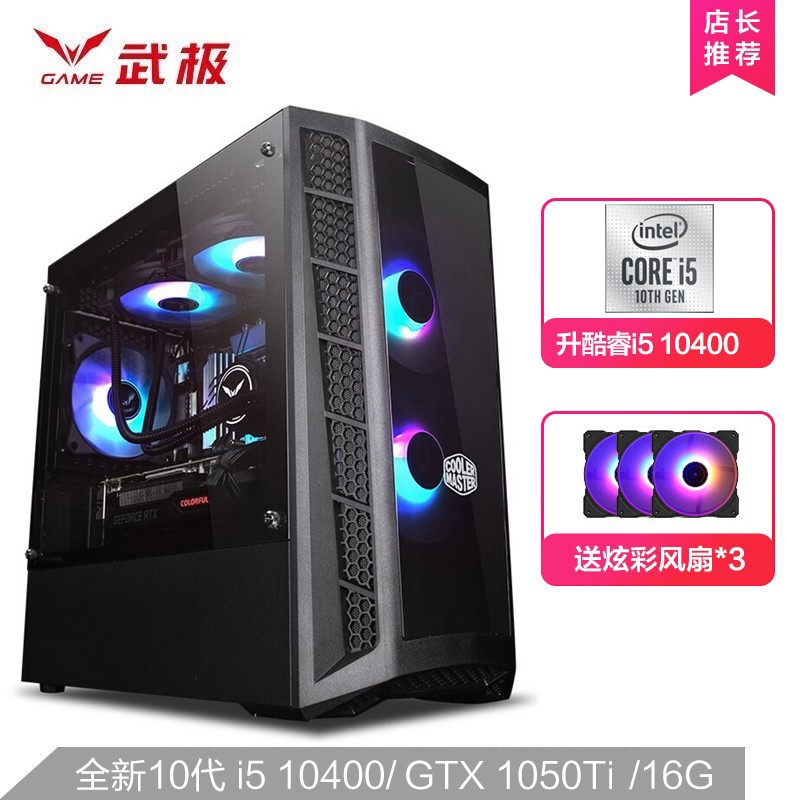 GAME 武极
店长
推荐
intel
CORE i5
10TH GEN
升酷睿i5 10400
COOLER
MASTER
COLORFUL
GEFORCE RTX
送炫彩风扇*3
全新10代 i5 10400/ GTX 1050Ti /16G